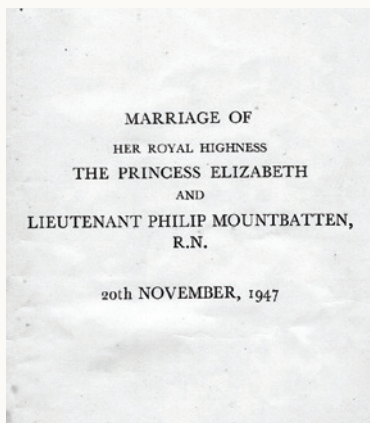 MARRIAGE OF
HER ROYAL HIGHNESS
THE PRINCESS ELIZABETH
AND
LIEUTENANT PHILIP MOUNTBATTEN,
R.N.
20th NOVEMBER, 1947